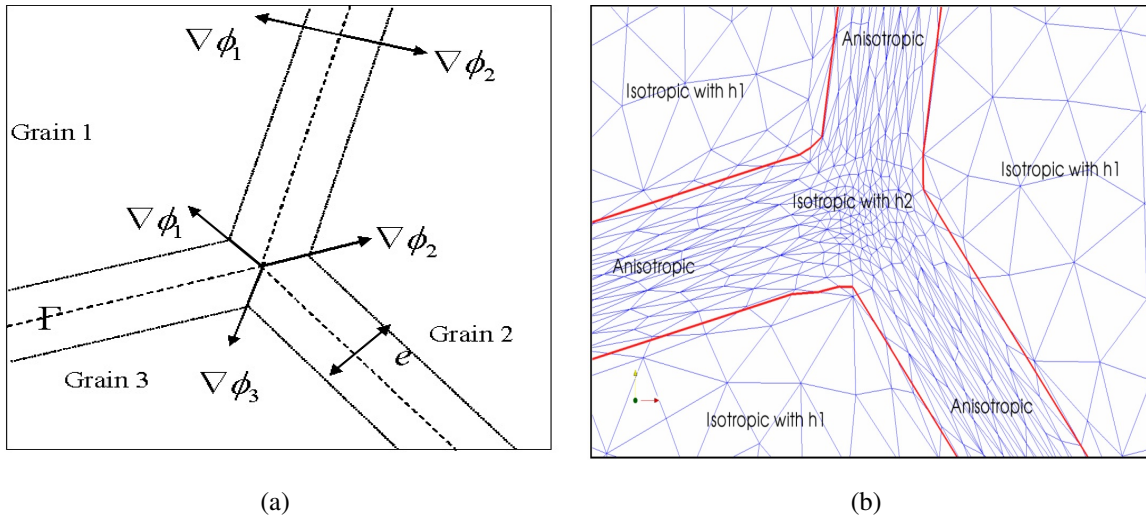 ∇φ₁
∇φ₂
Grain 1
∇φ₁
∇φ₂
Γ
Grain 2
e
Grain 3
∇φ₃
(a)
Anisotropic
Isotropic with h1
Isotropic with h1
Isotropic with h2
Anisotropic
Isotropic with h1
Anisotropic
(b)